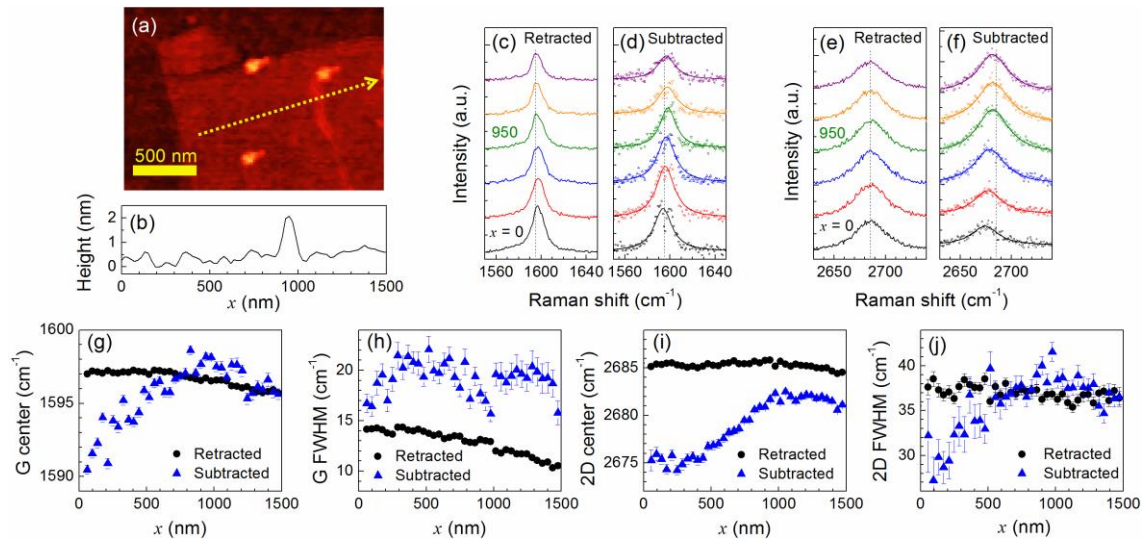 (a)
500 nm
(b)
Height (nm)
2
1
0
0 500 1000 1500
x (nm)
(c) Retracted
(d) Subtracted
Intensity (a.u.)
950
x = 0
1560 1600 1640
1560 1600 1640
Raman shift (cm-1)
(e) Retracted
(f) Subtracted
Intensity (a.u.)
950
x = 0
2650 2700
2650 2700
Raman shift (cm-1)
(g)
G center (cm-1)
1600
1595
1590
Retracted
Subtracted
0 500 1000 1500
x (nm)
(h)
G FWHM (cm-1)
20
15
10
Retracted
Subtracted
0 500 1000 1500
x (nm)
(i)
2D center (cm-1)
2685
2680
2675
Retracted
Subtracted
0 500 1000 1500
x (nm)
(j)
2D FWHM (cm-1)
40
35
30
Retracted
Subtracted
0 500 1000 1500
x (nm)